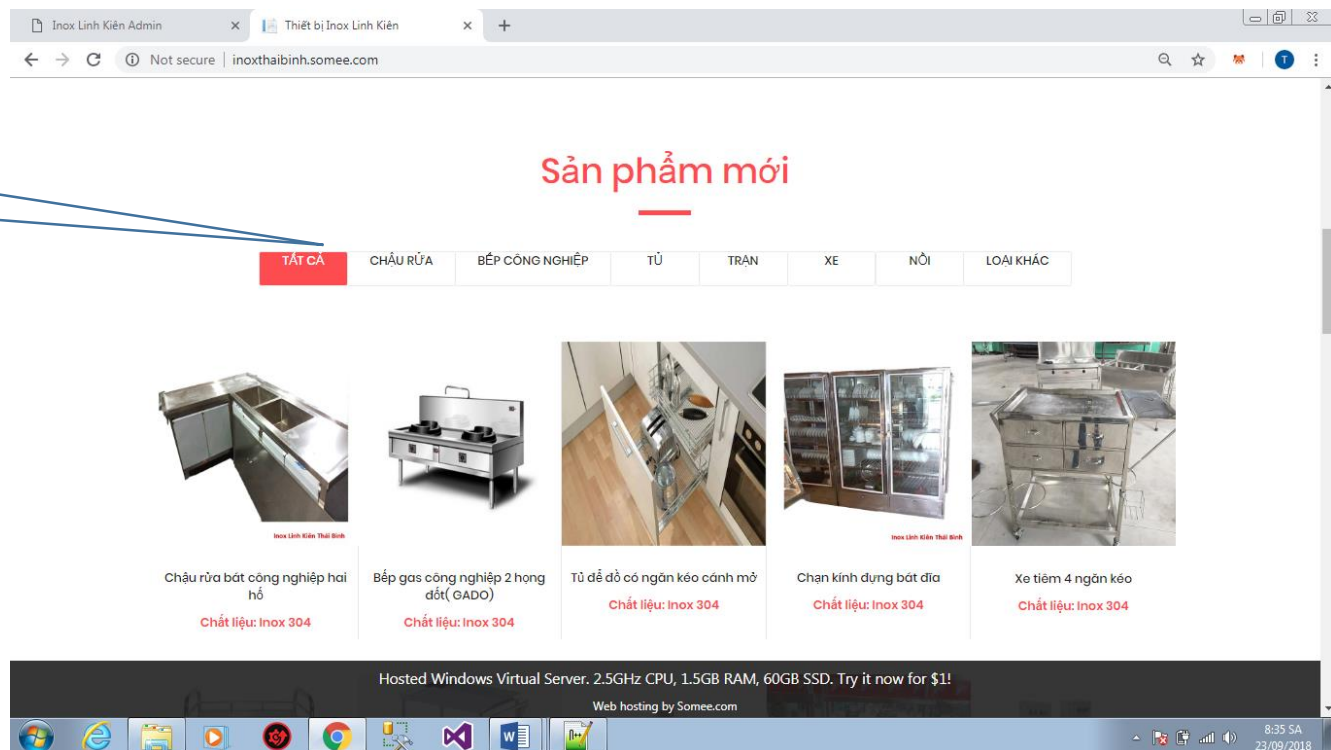 Inox Linh Kiên Admin
Thiết bị Inox Linh Kiên
Not secure | inoxthaibinh.somee.com
T
Sản phẩm mới
TẤT CẢ
CHẬU RỬA
BẾP CÔNG NGHIỆP
TỦ
TRẠN
XE
NỒI
LOẠI KHÁC
Inox Linh Kiên Thái Bình
Inox Linh Kiên Thái Bình
Chậu rửa bát công nghiệp hai
hố
Chất liệu: Inox 304
Bếp gas công nghiệp 2 họng
đốt( GADO)
Chất liệu: Inox 304
Tủ để đồ có ngăn kéo cánh mở
Chất liệu: Inox 304
Chạn kính đựng bát đĩa
Chất liệu: Inox 304
Xe tiêm 4 ngăn kéo
Chất liệu: Inox 304
Hosted Windows Virtual Server. 2.5GHz CPU, 1.5GB RAM, 60GB SSD. Try it now for $1!
Web hosting by Somee.com
8:35 SA
23/09/2018